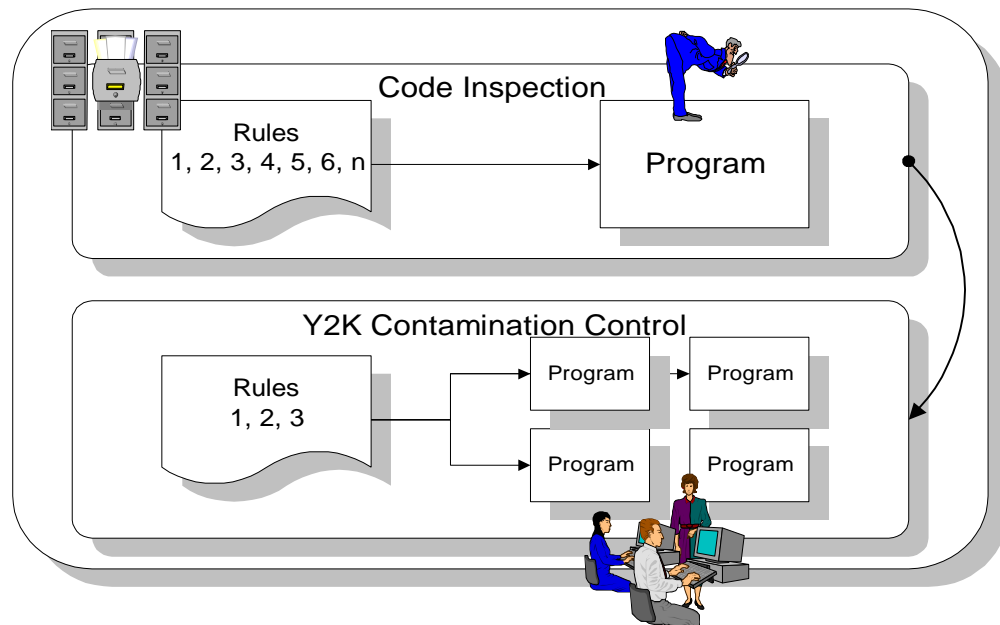 Code Inspection
Rules
1, 2, 3, 4, 5, 6, n
Program
Y2K Contamination Control
Rules
1, 2, 3
Program
Program
Program
Program